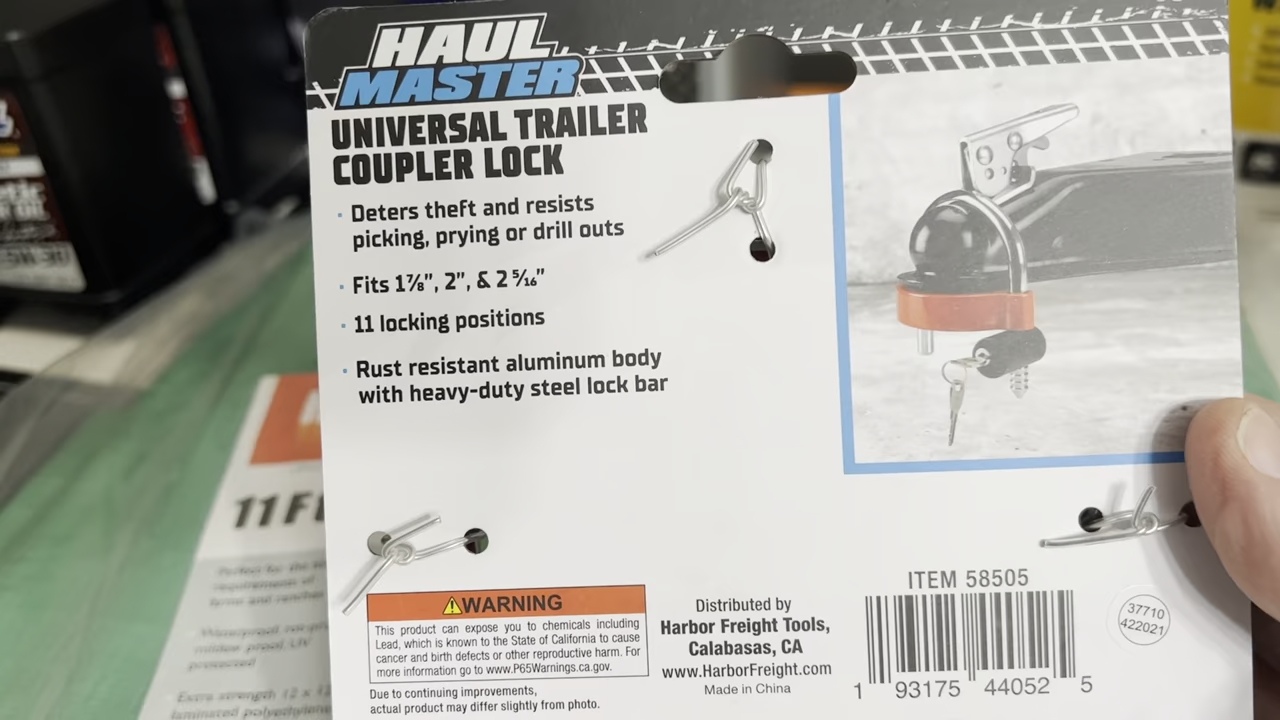 HAUL
MASTER
UNIVERSAL TRAILER
COUPLER LOCK
· Deters theft and resists
picking, prying or drill outs
· Fits 1⅞", 2", & 2 5/16"
· 11 locking positions
· Rust resistant aluminum body
with heavy-duty steel lock bar
WARNING
This product can expose you to chemicals including
Lead, which is known to the State of California to cause
cancer and birth defects or other reproductive harm. For
more information go to www.P65Warnings.ca.gov.
Due to continuing improvements,
actual product may differ slightly from photo.
Distributed by
Harbor Freight Tools,
Calabasas, CA
www.HarborFreight.com
Made in China
ITEM 58505
1 93175 44052 5
37710
422021
11 F